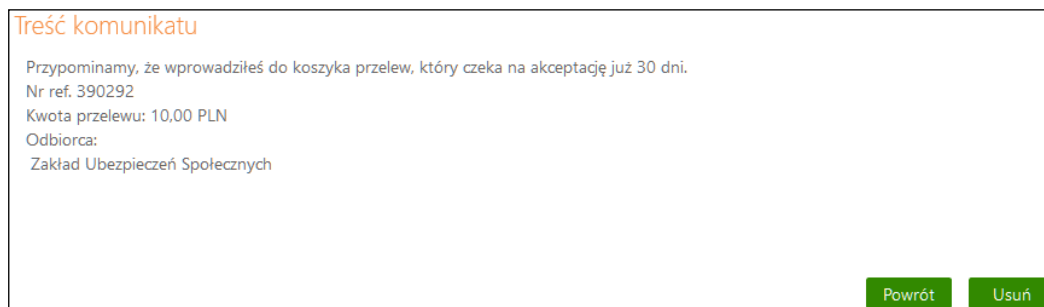 Treść komunikatu
Przypominamy, że wprowadziłeś do koszyka przelew, który czeka na akceptację już 30 dni.
Nr ref. 390292
Kwota przelewu: 10,00 PLN
Odbiorca:
Zakład Ubezpieczeń Społecznych
Powrót Usuń